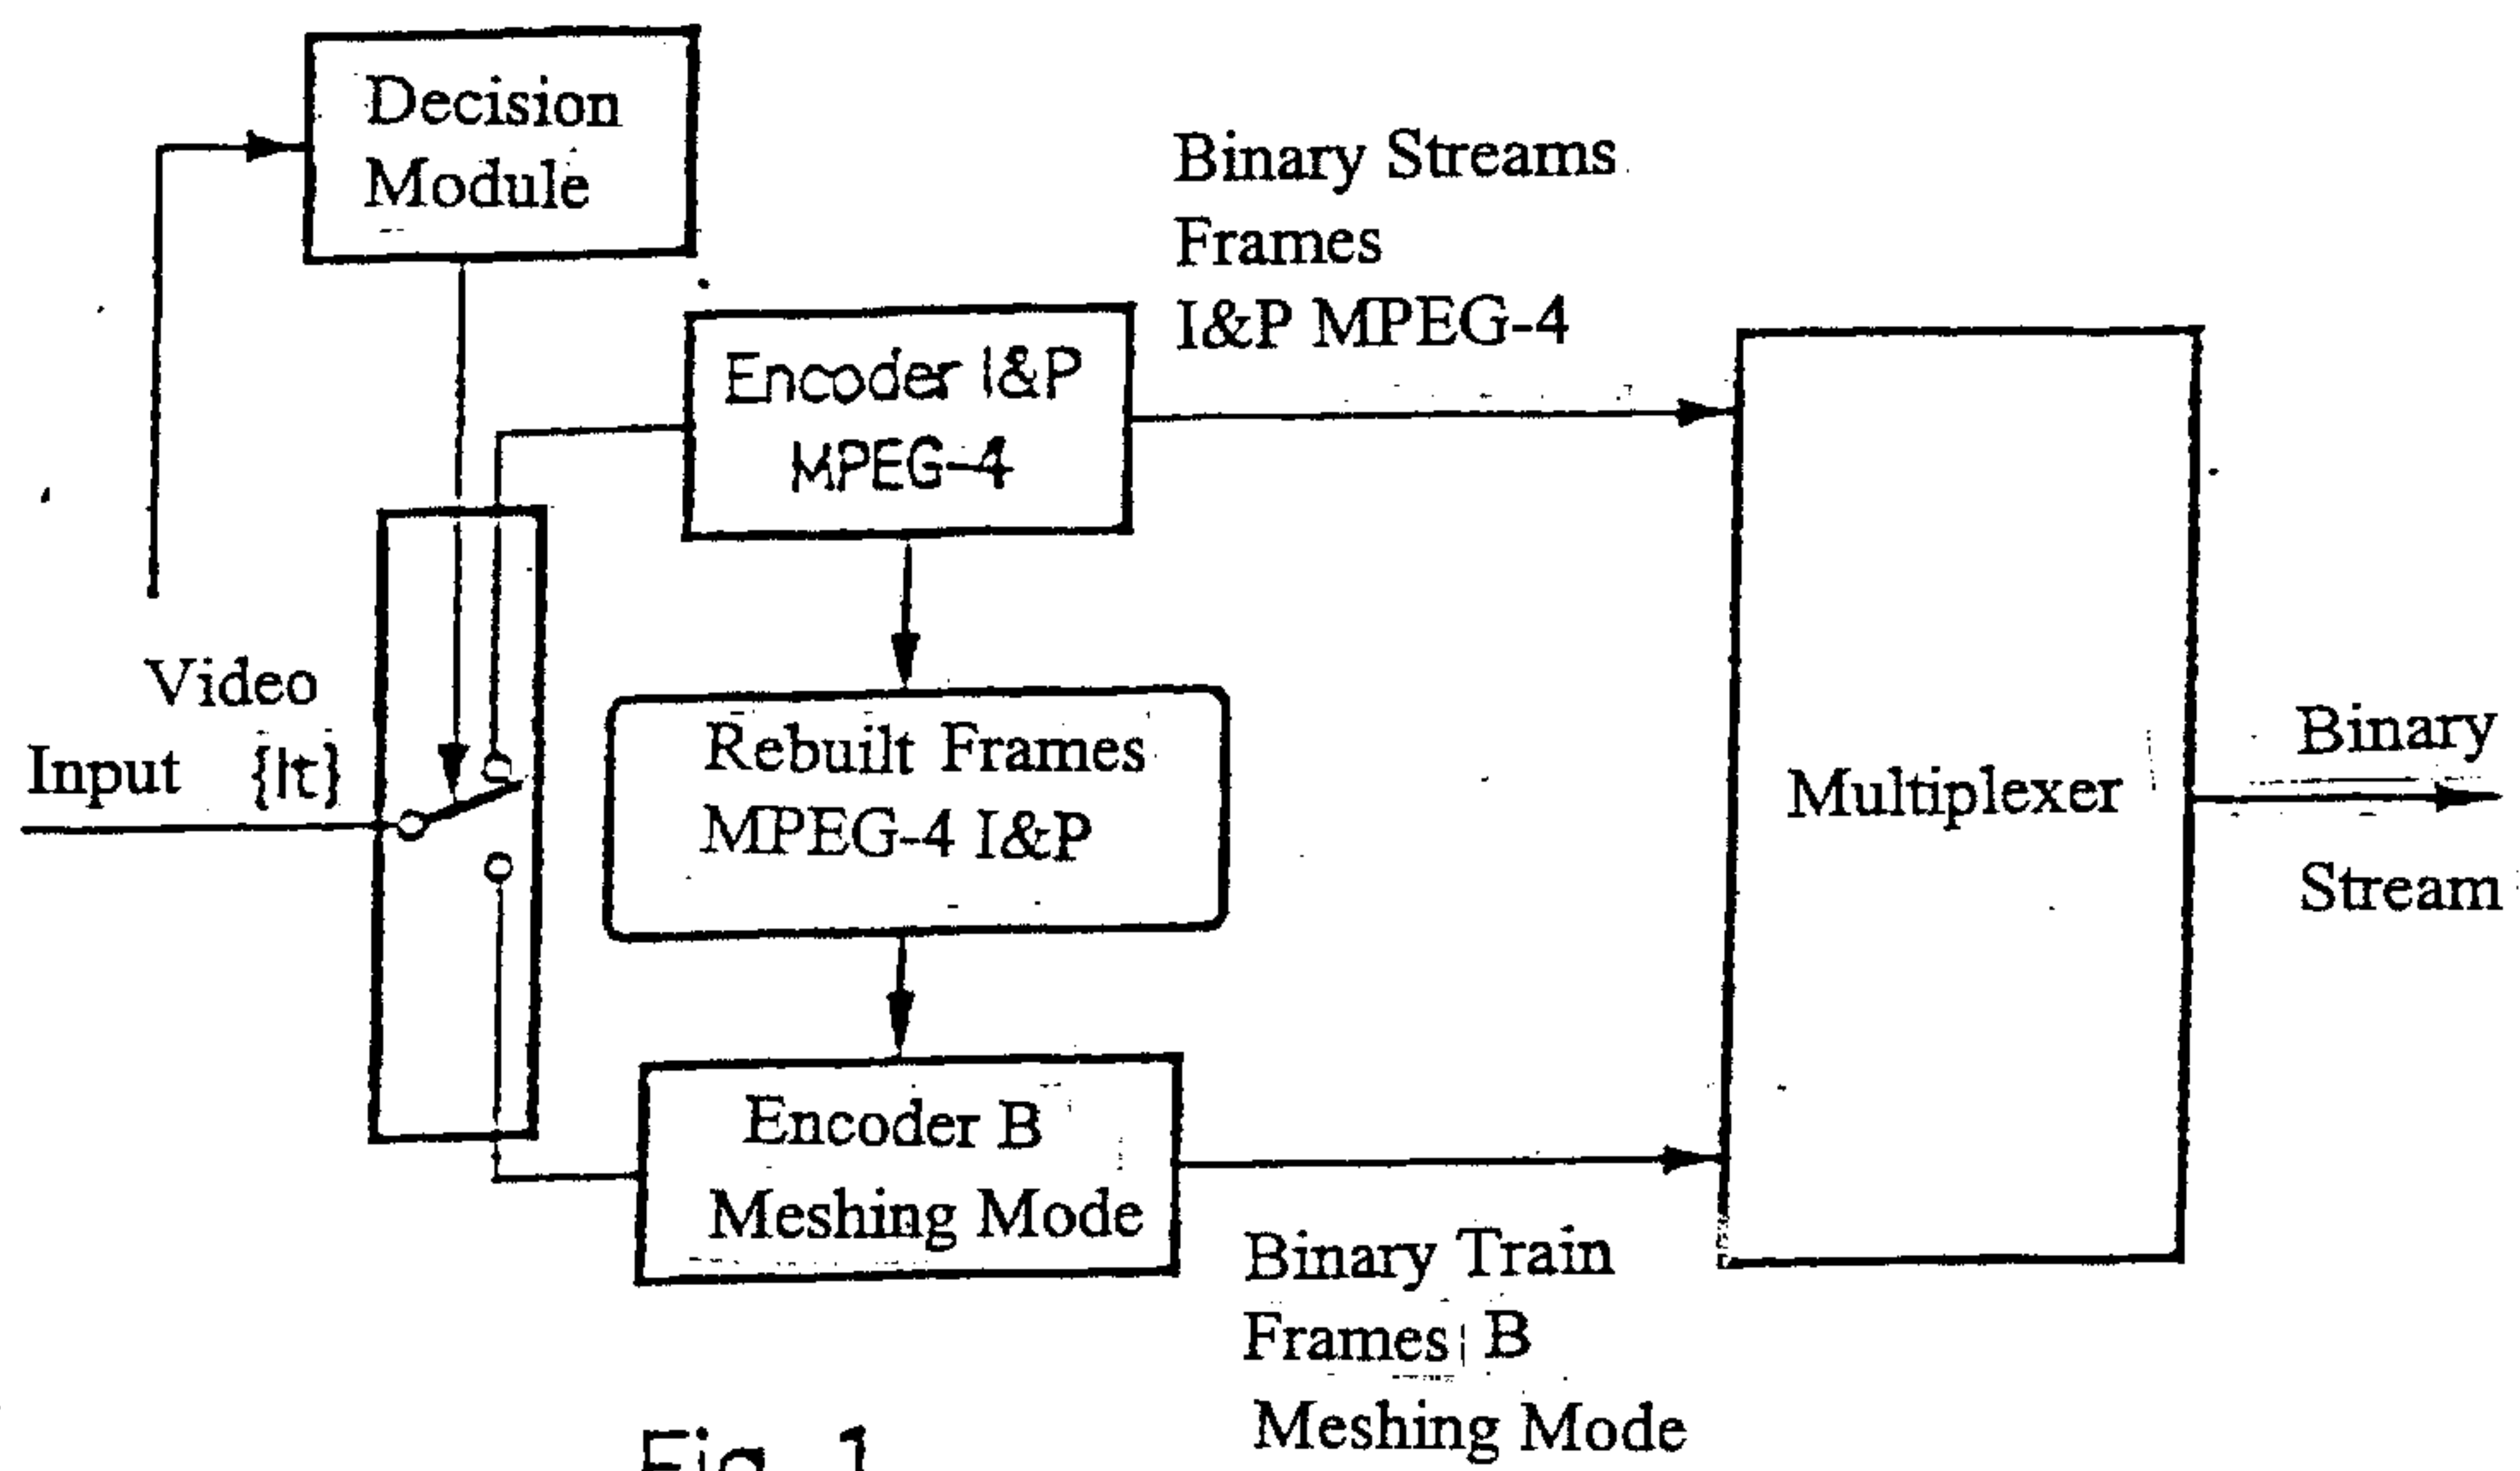 Decision
Module
Binary Streams
Frames
I&P MPEG-4
Encoder I&P
MPEG-4
Video
Input {It}
Rebuilt Frames
MPEG-4 I&P
Multiplexer
Binary
Stream
Encoder B
Meshing Mode
Binary Train
Frames B
Meshing Mode
Fig. 1